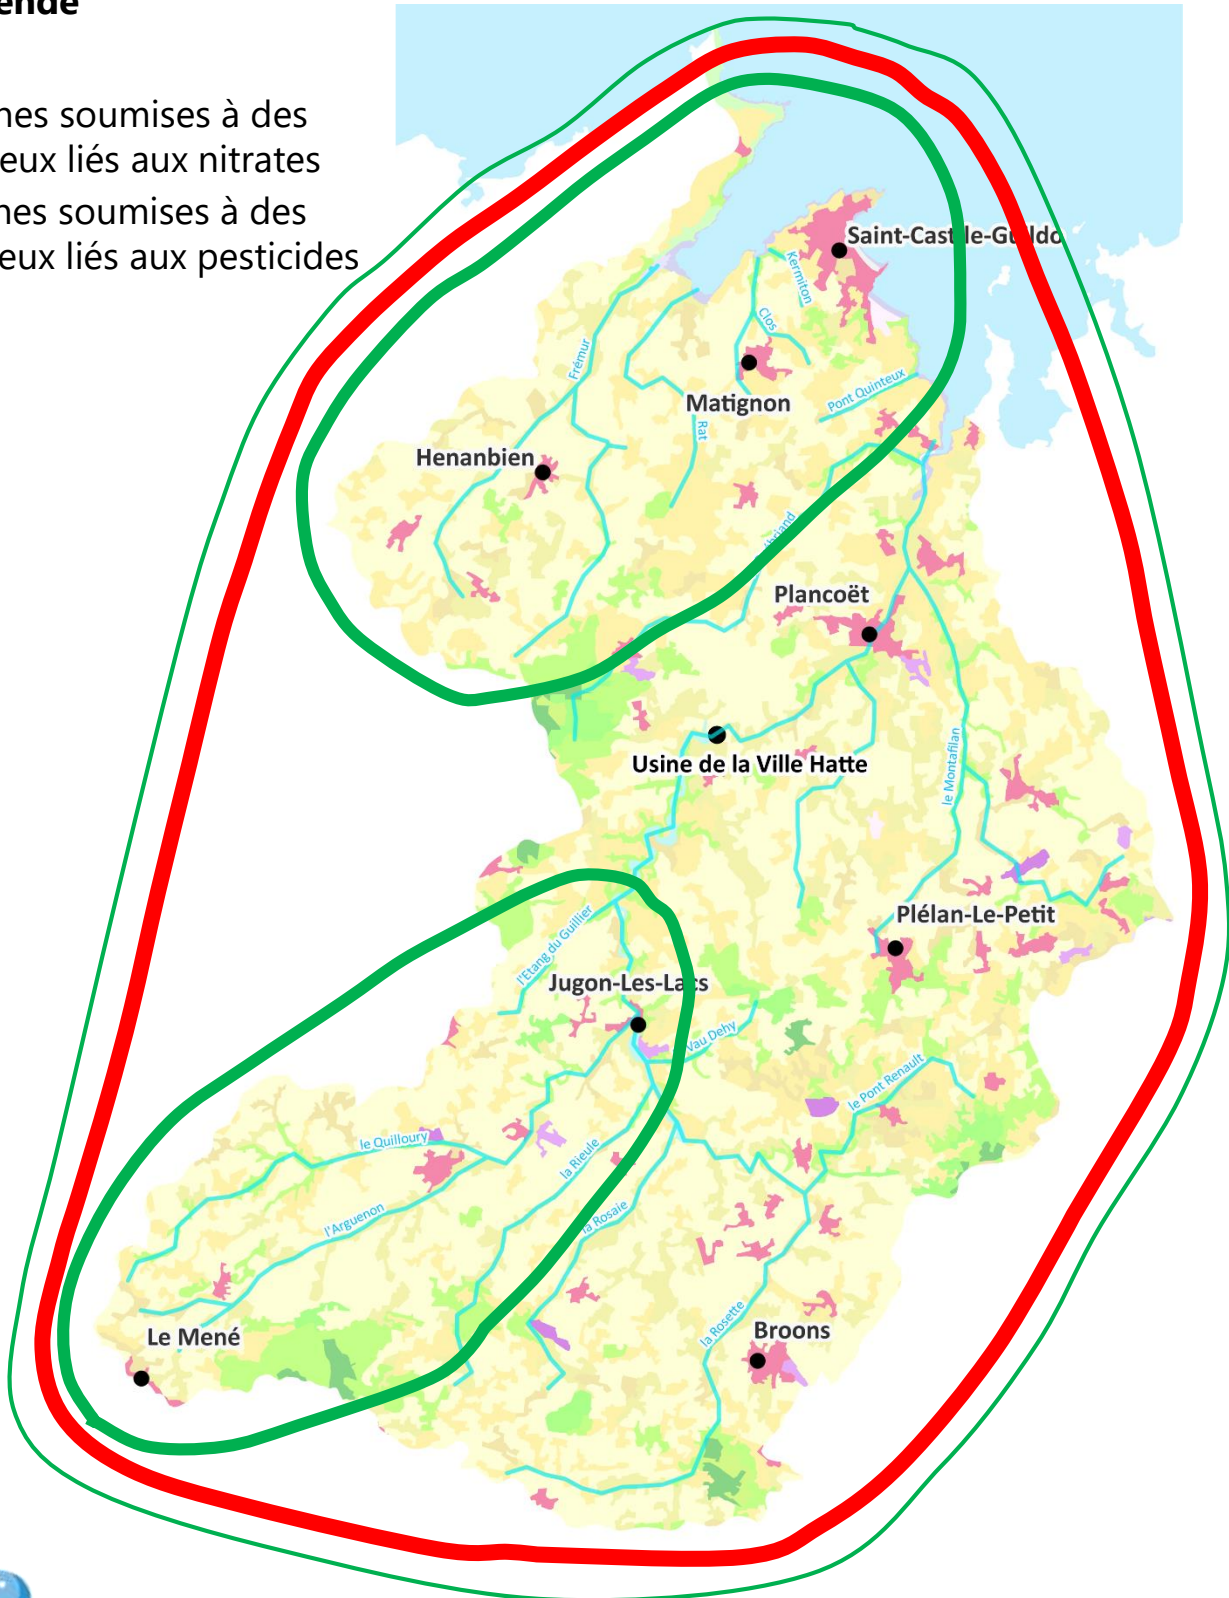 ende
nes soumises à des
eux liés aux nitrates
nes soumises à des
eux liés aux pesticides
Saint-Cast-le-Guildo
Kermiton
Clos
Frémur
Matignon
Pont Quinteux
Rat
Henanbien
Plancoët
Usine de la Ville Hatte
le Montafilan
Plélan-Le-Petit
l'Etang du Guillier
Jugon-Les-Lacs
Vau Dehy
le Pont Renault
le Quilloury
la Rieule
l'Arguenon
la Rosaie
Le Mené
la Rosette
Broons